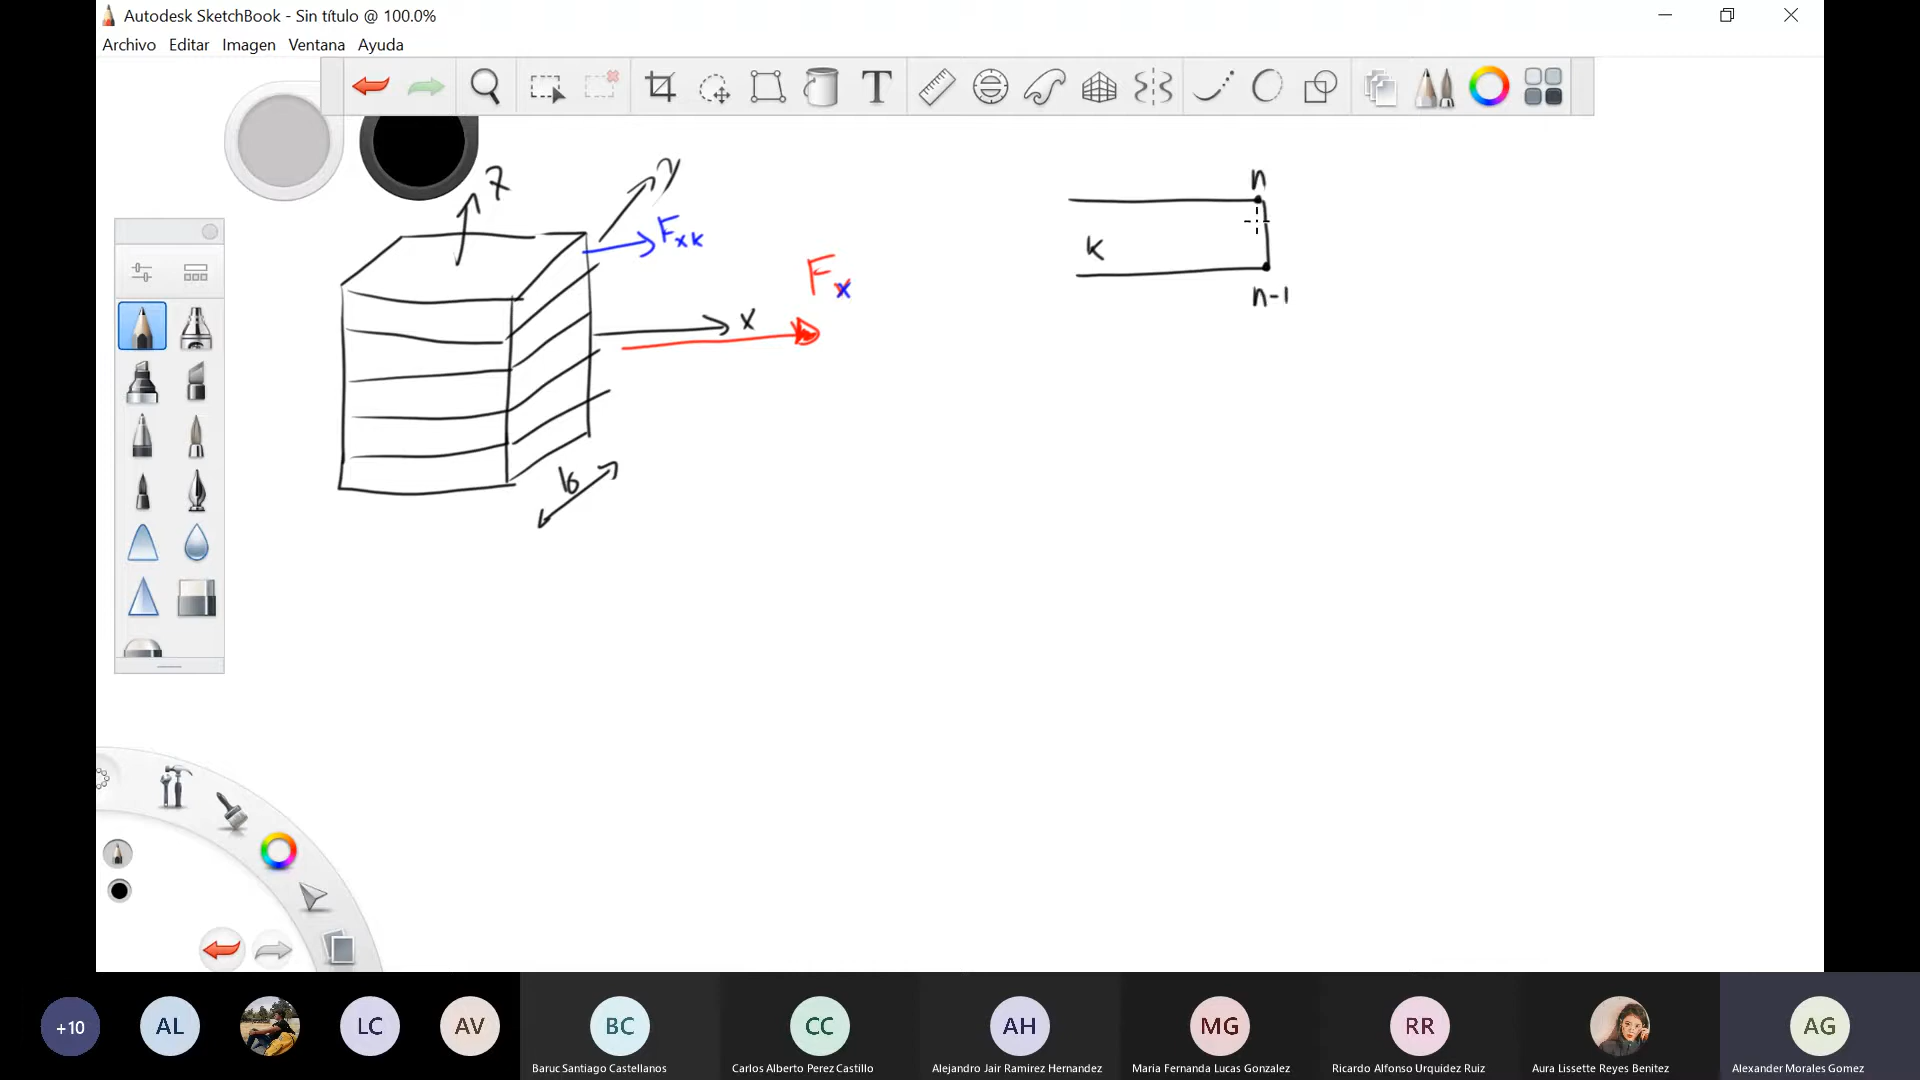 Autodesk SketchBook - Sin título @ 100.0%
Archivo Editar Imagen Ventana Ayuda
T
z
y
F xk
F x
x
b
n
k
n-1
+10
AL
LC
AV
BC
CC
AH
MG
RR
AG
Baruc Santiago Castellanos
Carlos Alberto Perez Castillo
Alejandro Jair Ramirez Hernandez
Maria Fernanda Lucas Gonzalez
Ricardo Alfonso Urquidez Ruiz
Aura Lissette Reyes Benitez
Alexander Morales Gomez